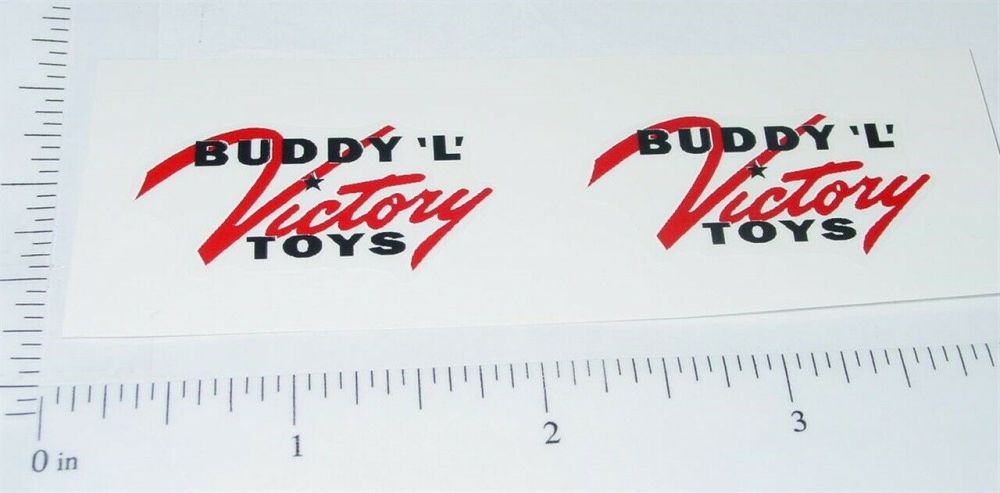 BUDDY 'L'
Victory
TOYS
BUDDY 'L'
Victory
TOYS
0 in 1 2 3